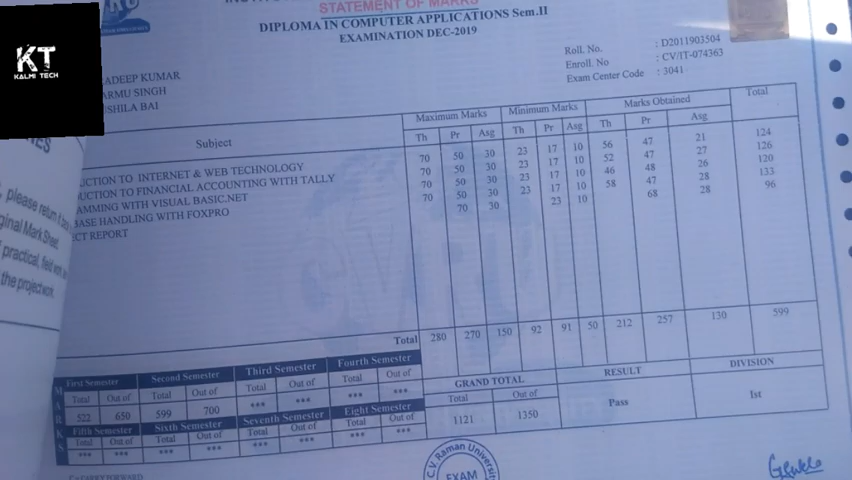 STATEMENT OF MARKS
DIPLOMA IN COMPUTER APPLICATIONS Sem.II
EXAMINATION DEC-2019
KT
KALMI TECH
Roll. No. : D2011903504
Enroll. No : CV/IT-074363
Exam Center Code : 3041
RADEEP KUMAR
ARMU SINGH
SHILA BAI
Subject Maximum Marks Minimum Marks Marks Obtained Total
Th Pr Asg Th Pr Asg Th Pr Asg
UCTION TO INTERNET & WEB TECHNOLOGY 70 50 30 23 17 10 56 47 21 124
DUCTION TO FINANCIAL ACCOUNTING WITH TALLY 70 50 30 23 17 10 52 47 27 126
AMMING WITH VISUAL BASIC.NET 70 50 30 23 17 10 46 48 26 120
BASE HANDLING WITH FOXPRO 70 50 30 23 17 10 58 47 28 133
CT REPORT 70 30 23 10 68 28 96
Total 280 270 150 92 91 50 212 257 130 599
please return it
ginal Mark Sheet
practical, field work
the project work.
First Semester Second Semester Third Semester Fourth Semester
Total Out of Total Out of Total Out of Total Out of
522 650 599 700 *** *** *** ***
Fifth Semester Sixth Semester Seventh Semester Eight Semester
Total Out of Total Out of Total Out of Total Out of
*** *** *** *** *** *** *** ***
MARKS
GRAND TOTAL RESULT DIVISION
Total Out of
1121 1350 Pass Ist
C.V. Raman University
EXAM